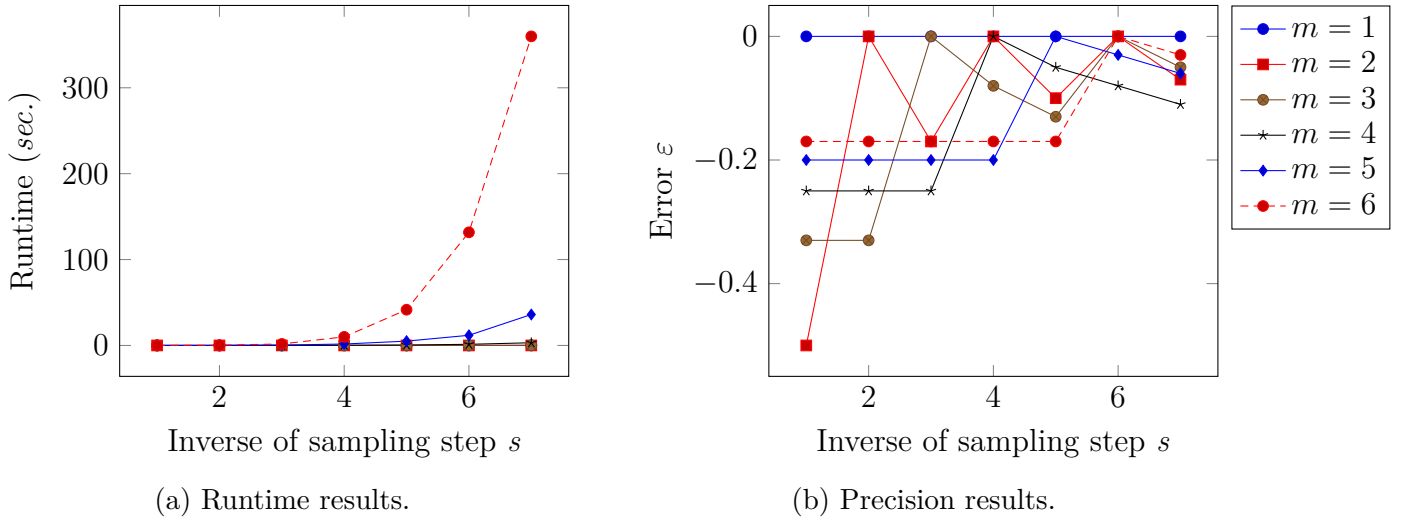 300
200
100
0
2
4
6
Runtime (sec.)
Inverse of sampling step s
(a) Runtime results.
0
−0.2
−0.4
2
4
6
Error ε
Inverse of sampling step s
(b) Precision results.
m = 1
m = 2
m = 3
m = 4
m = 5
m = 6